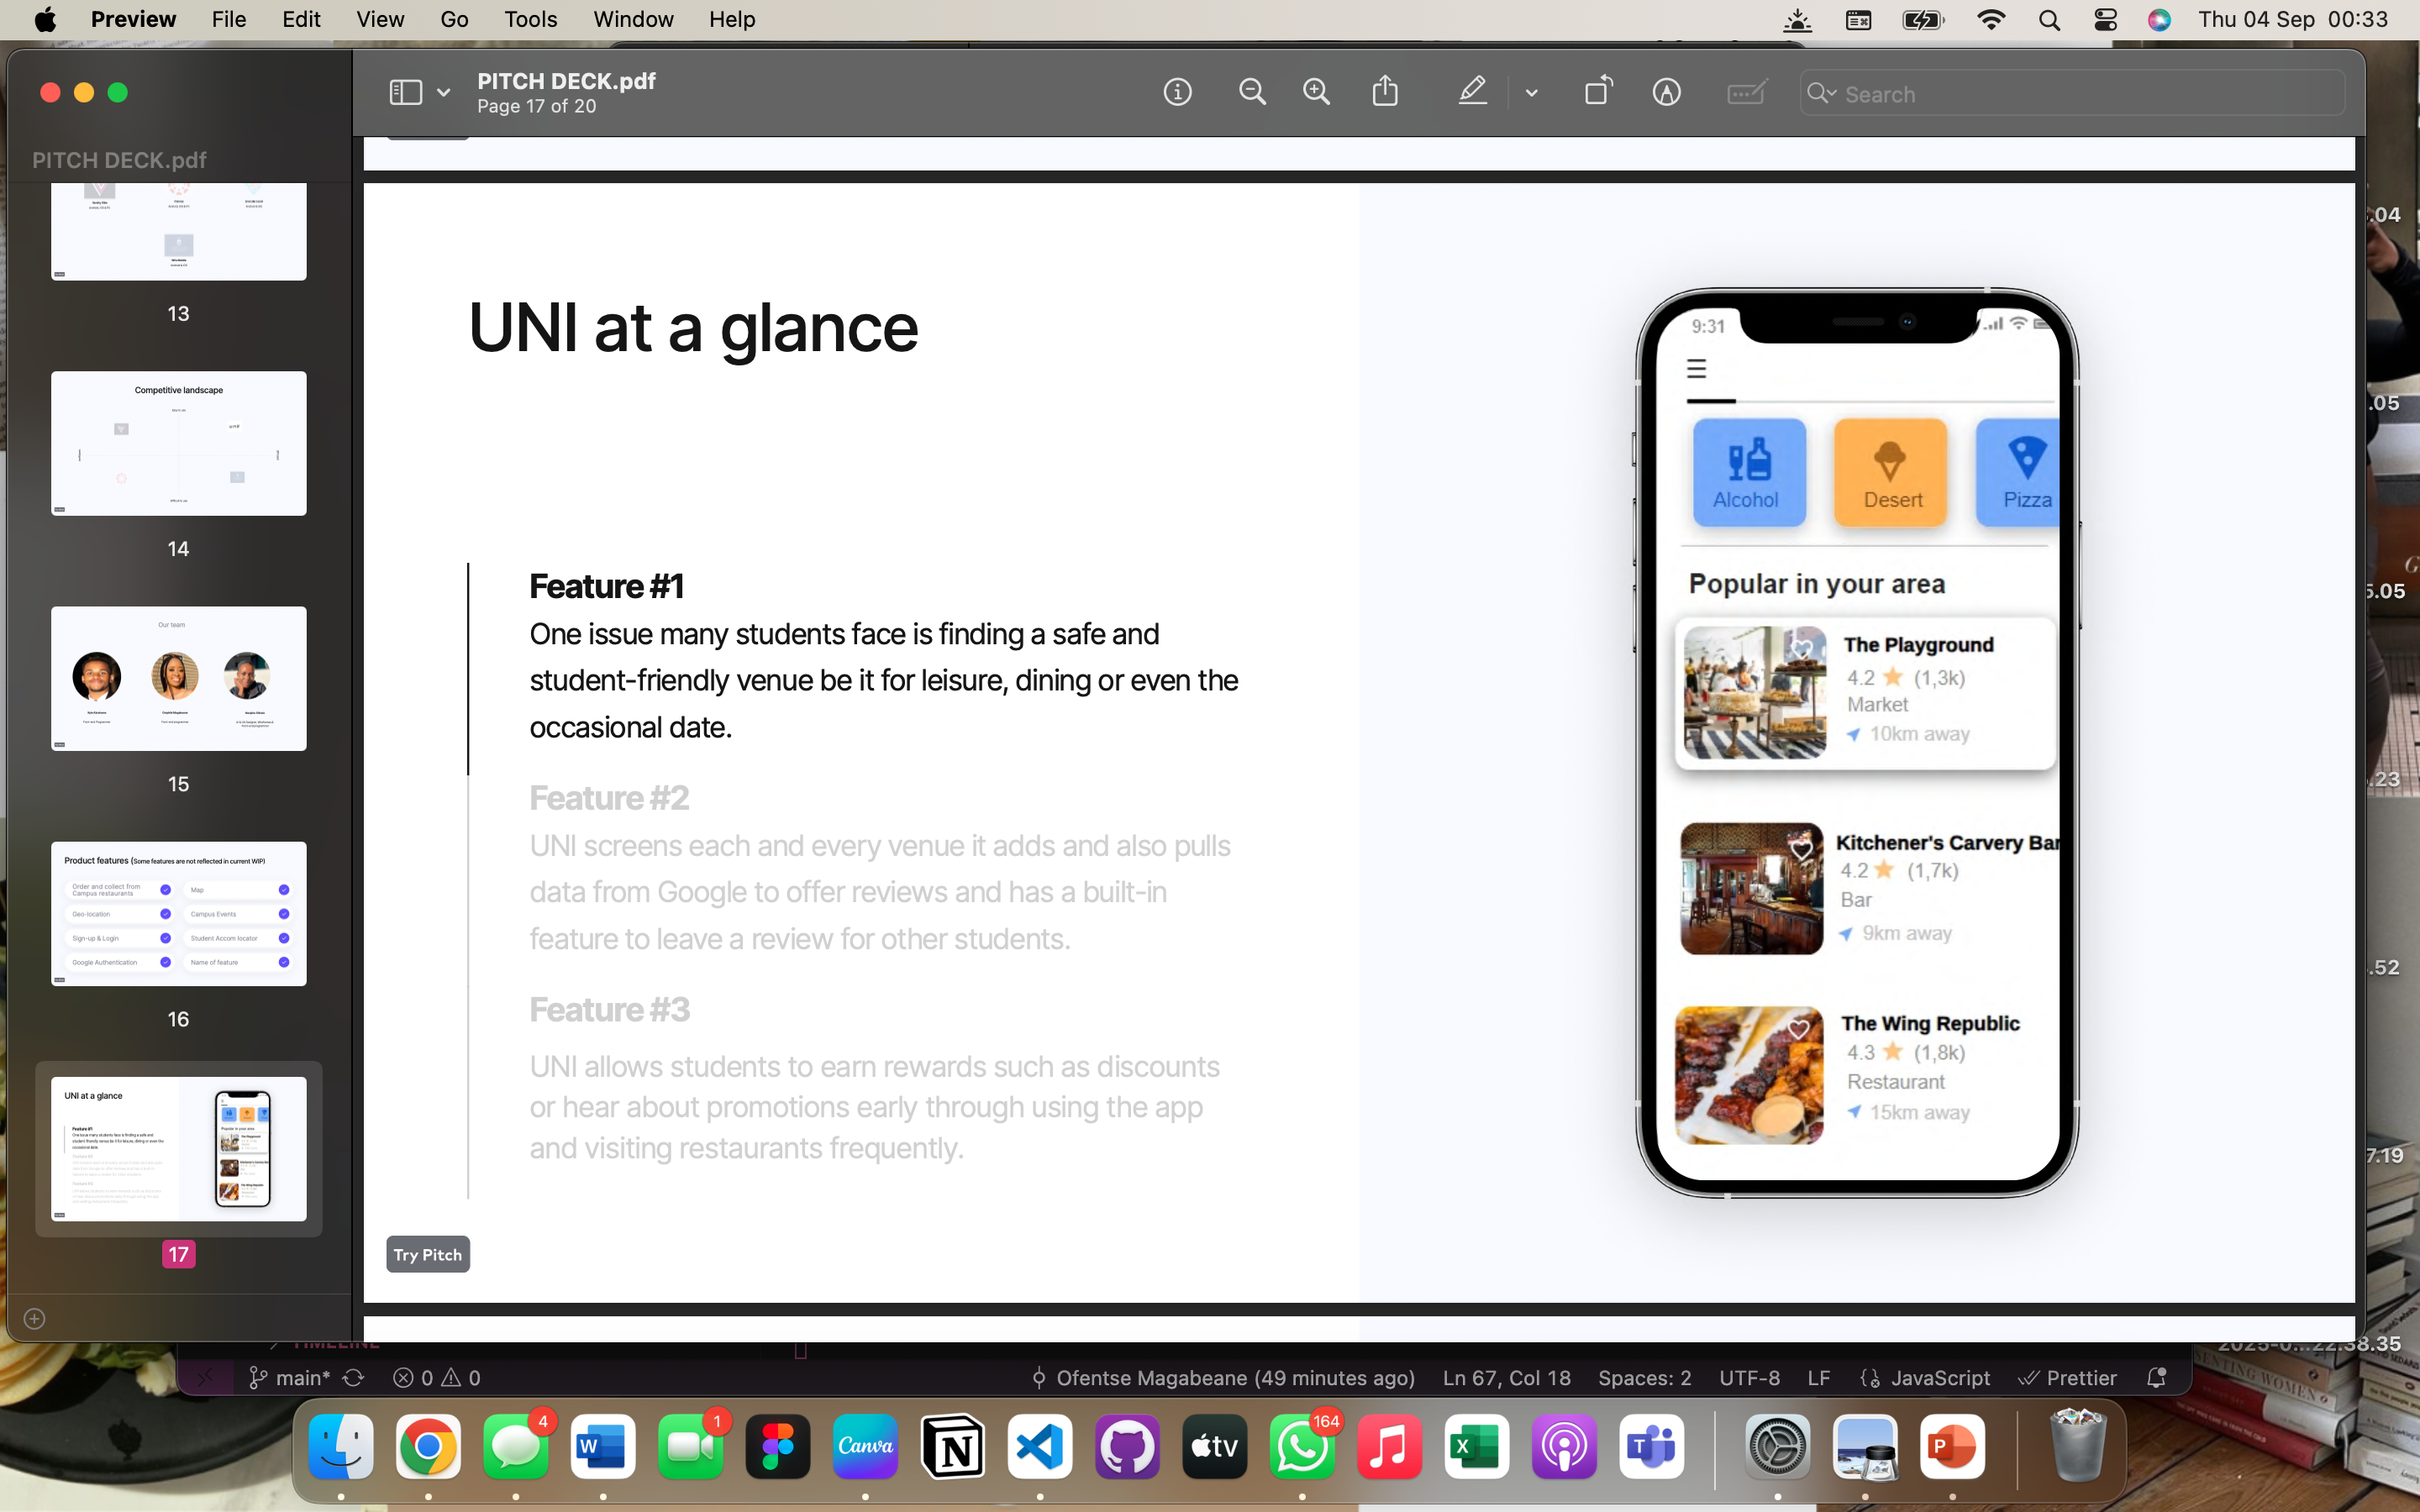 Preview File Edit View Go Tools Window Help
Thu 04 Sep 00:33
PITCH DECK.pdf
Page 17 of 20
Search
PITCH DECK.pdf
13
Competitive landscape
14
Our team
15
Product features (Some features are not reflected in current WIP)
Order and collect from
Campus restaurants
Map
Geo-location
Campus Events
Sign-up & Login
Student Accom locator
Google Authentication
Name of feature
16
UNI at a glance
17
UNI at a glance
Feature #1
One issue many students face is finding a safe and
student-friendly venue be it for leisure, dining or even the
occasional date.
Feature #2
UNI screens each and every venue it adds and also pulls
data from Google to offer reviews and has a built-in
feature to leave a review for other students.
Feature #3
UNI allows students to earn rewards such as discounts
or hear about promotions early through using the app
and visiting restaurants frequently.
Try Pitch
9:31
Alcohol
Desert
Pizza
Popular in your area
The Playground
4.2 (1,3k)
Market
10km away
Kitchener's Carvery Bar
4.2 (1,7k)
Bar
9km away
The Wing Republic
4.3 (1,8k)
Restaurant
15km away
.04
.05
5.05
.23
.52
7.19
22.38.35
TIMELINE
main* 0 0
Ofentse Magabeane (49 minutes ago) Ln 67, Col 18 Spaces: 2 UTF-8 LF JavaScript Prettier
4
W
1
Canva
N
tv
164
X
T
P